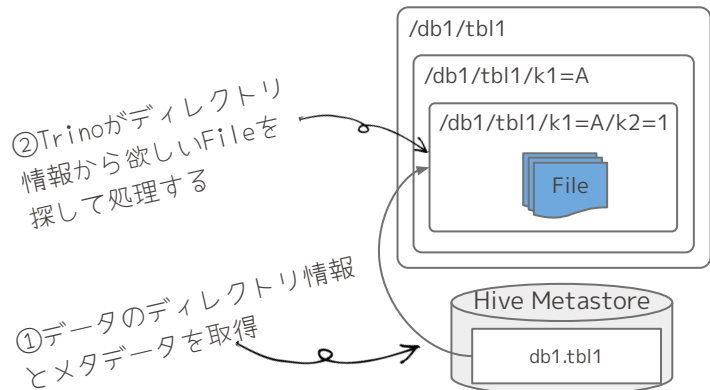 /db1/tbl1
/db1/tbl1/k1=A
/db1/tbl1/k1=A/k2=1
File
②Trinoがディレクトリ
情報から欲しいFileを
探して処理する
①データのディレクトリ情報
とメタデータを取得
Hive Metastore
db1.tbl1